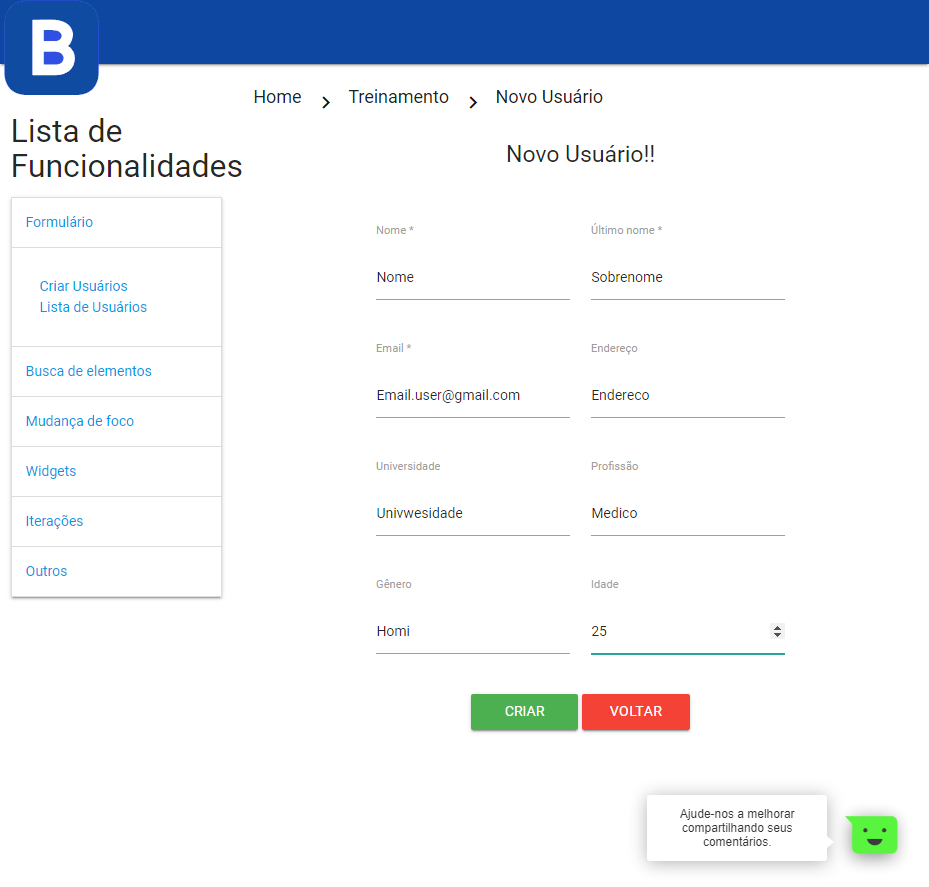 B
Home > Treinamento > Novo Usuário
Lista de
Funcionalidades
Formulário
Criar Usuários
Lista de Usuários
Busca de elementos
Mudança de foco
Widgets
Iterações
Outros
Novo Usuário!!
Nome * Último nome *
Nome Sobrenome
Email * Endereço
Email.user@gmail.com Endereco
Universidade Profissão
Univwesidade Medico
Gênero Idade
Homi 25
CRIAR VOLTAR
Ajude-nos a melhorar
compartilhando seus
comentários.